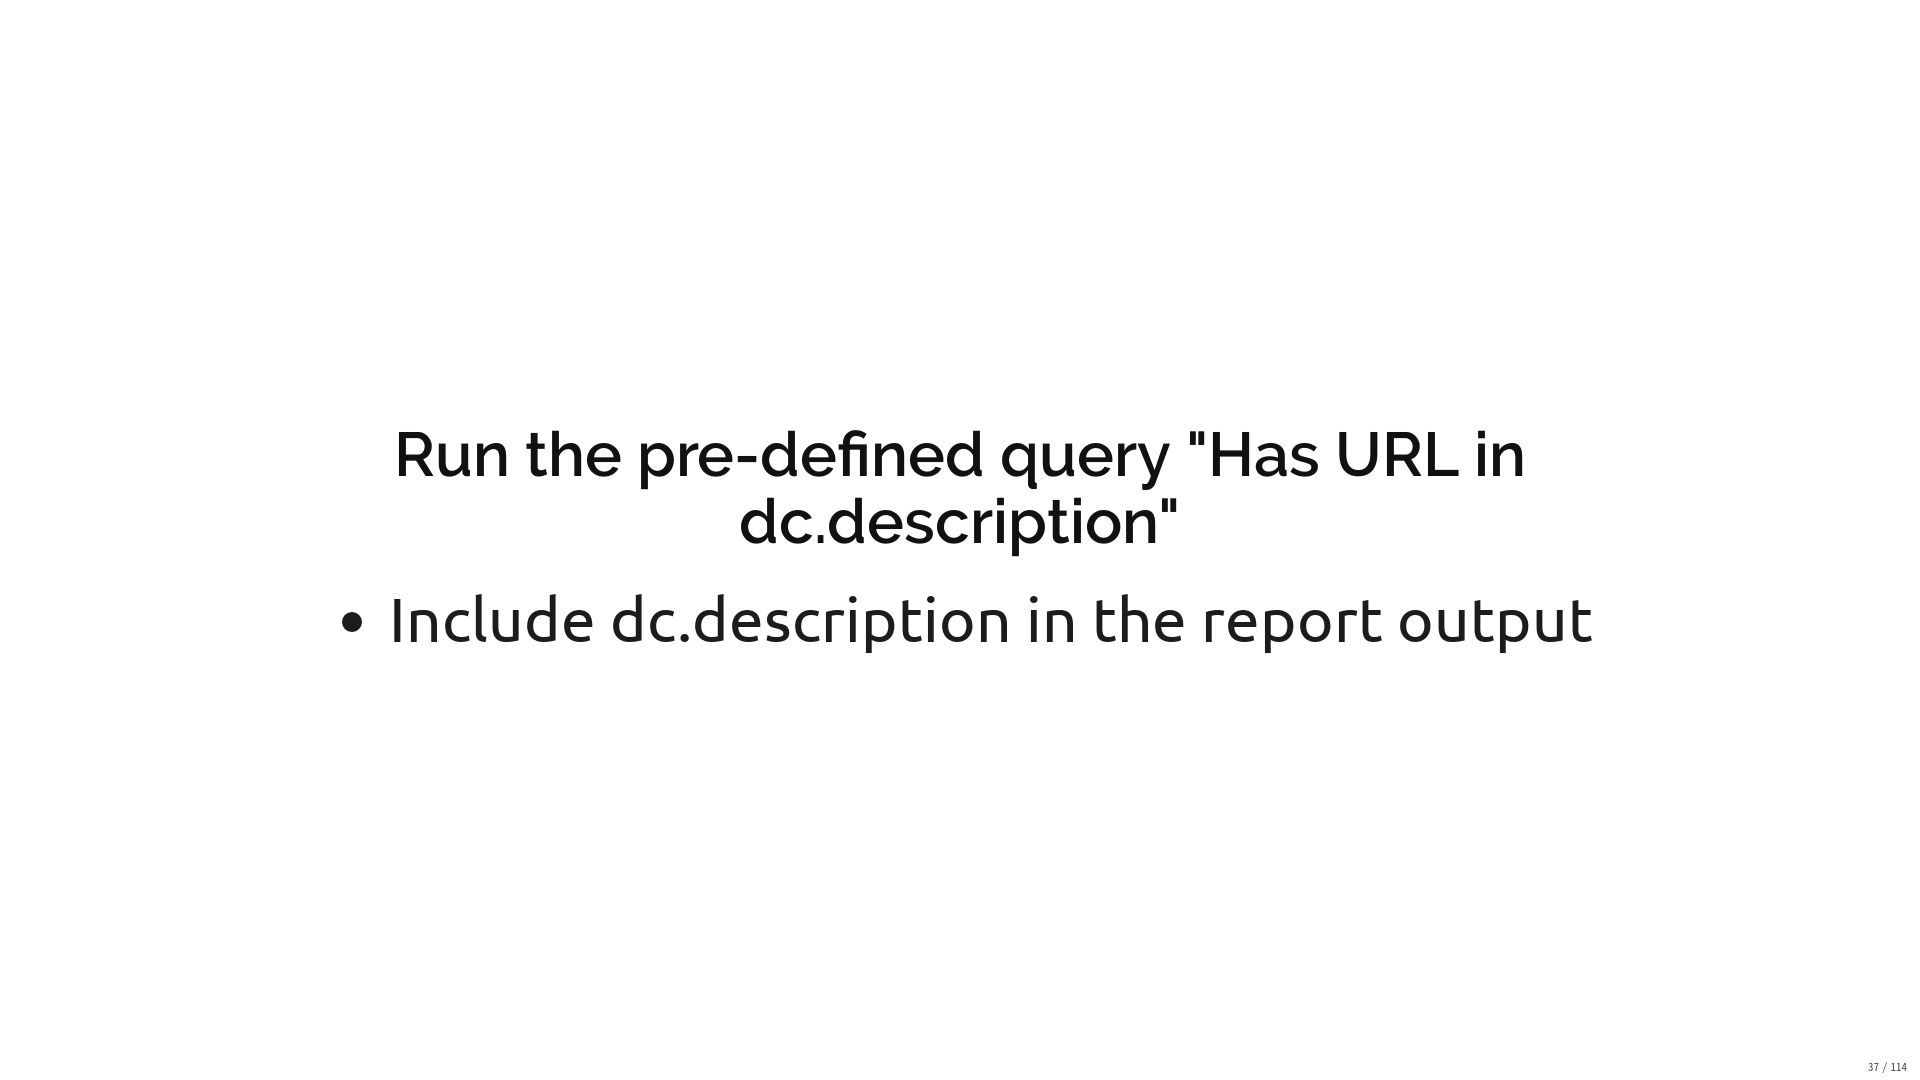 Run the pre-defined query "Has URL in
dc.description"
• Include dc.description in the report output
37 / 114